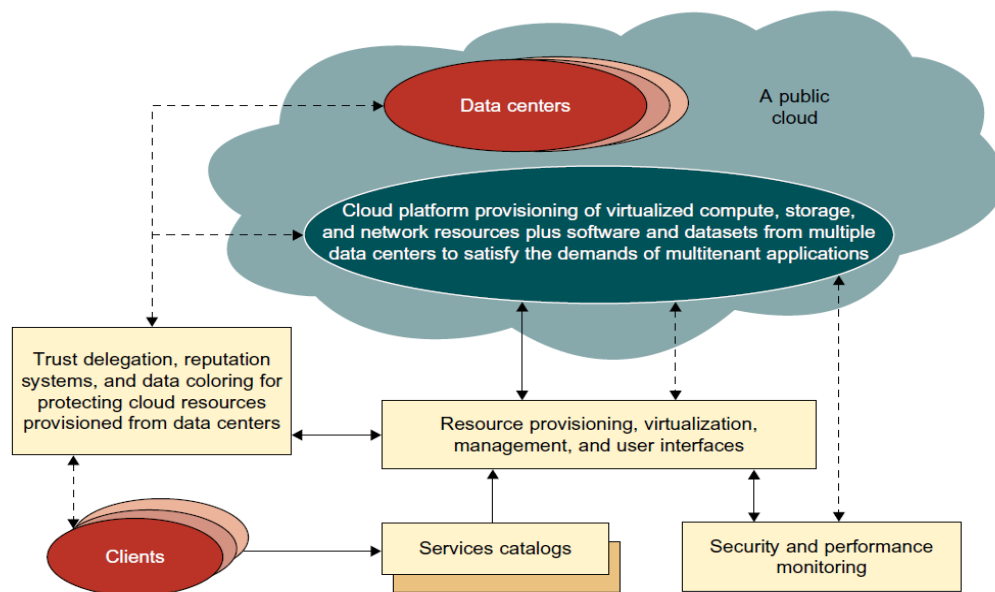 Data centers
A public
cloud
Cloud platform provisioning of virtualized compute, storage,
and network resources plus software and datasets from multiple
data centers to satisfy the demands of multitenant applications
Trust delegation, reputation
systems, and data coloring for
protecting cloud resources
provisioned from data centers
Resource provisioning, virtualization,
management, and user interfaces
Clients
Services catalogs
Security and performance
monitoring